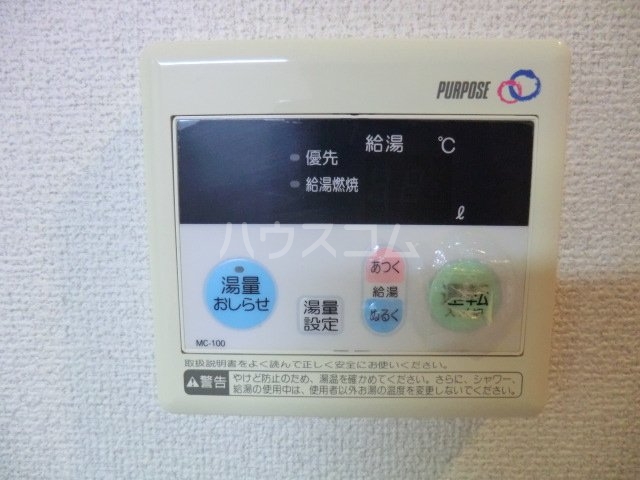 PURPOSE
給湯 ℃
優先
給湯燃焼
ℓ
ハウスコム
湯量
おしらせ
湯量
設定
あつく
給湯
ぬるく
運転
MC-100
取扱説明書をよく読んで正しく安全にお使いください。
警告 やけど防止のため、湯温を確かめてください。さらに、シャワー、
給湯の使用中は、使用者以外お湯の温度を変更しないでください。